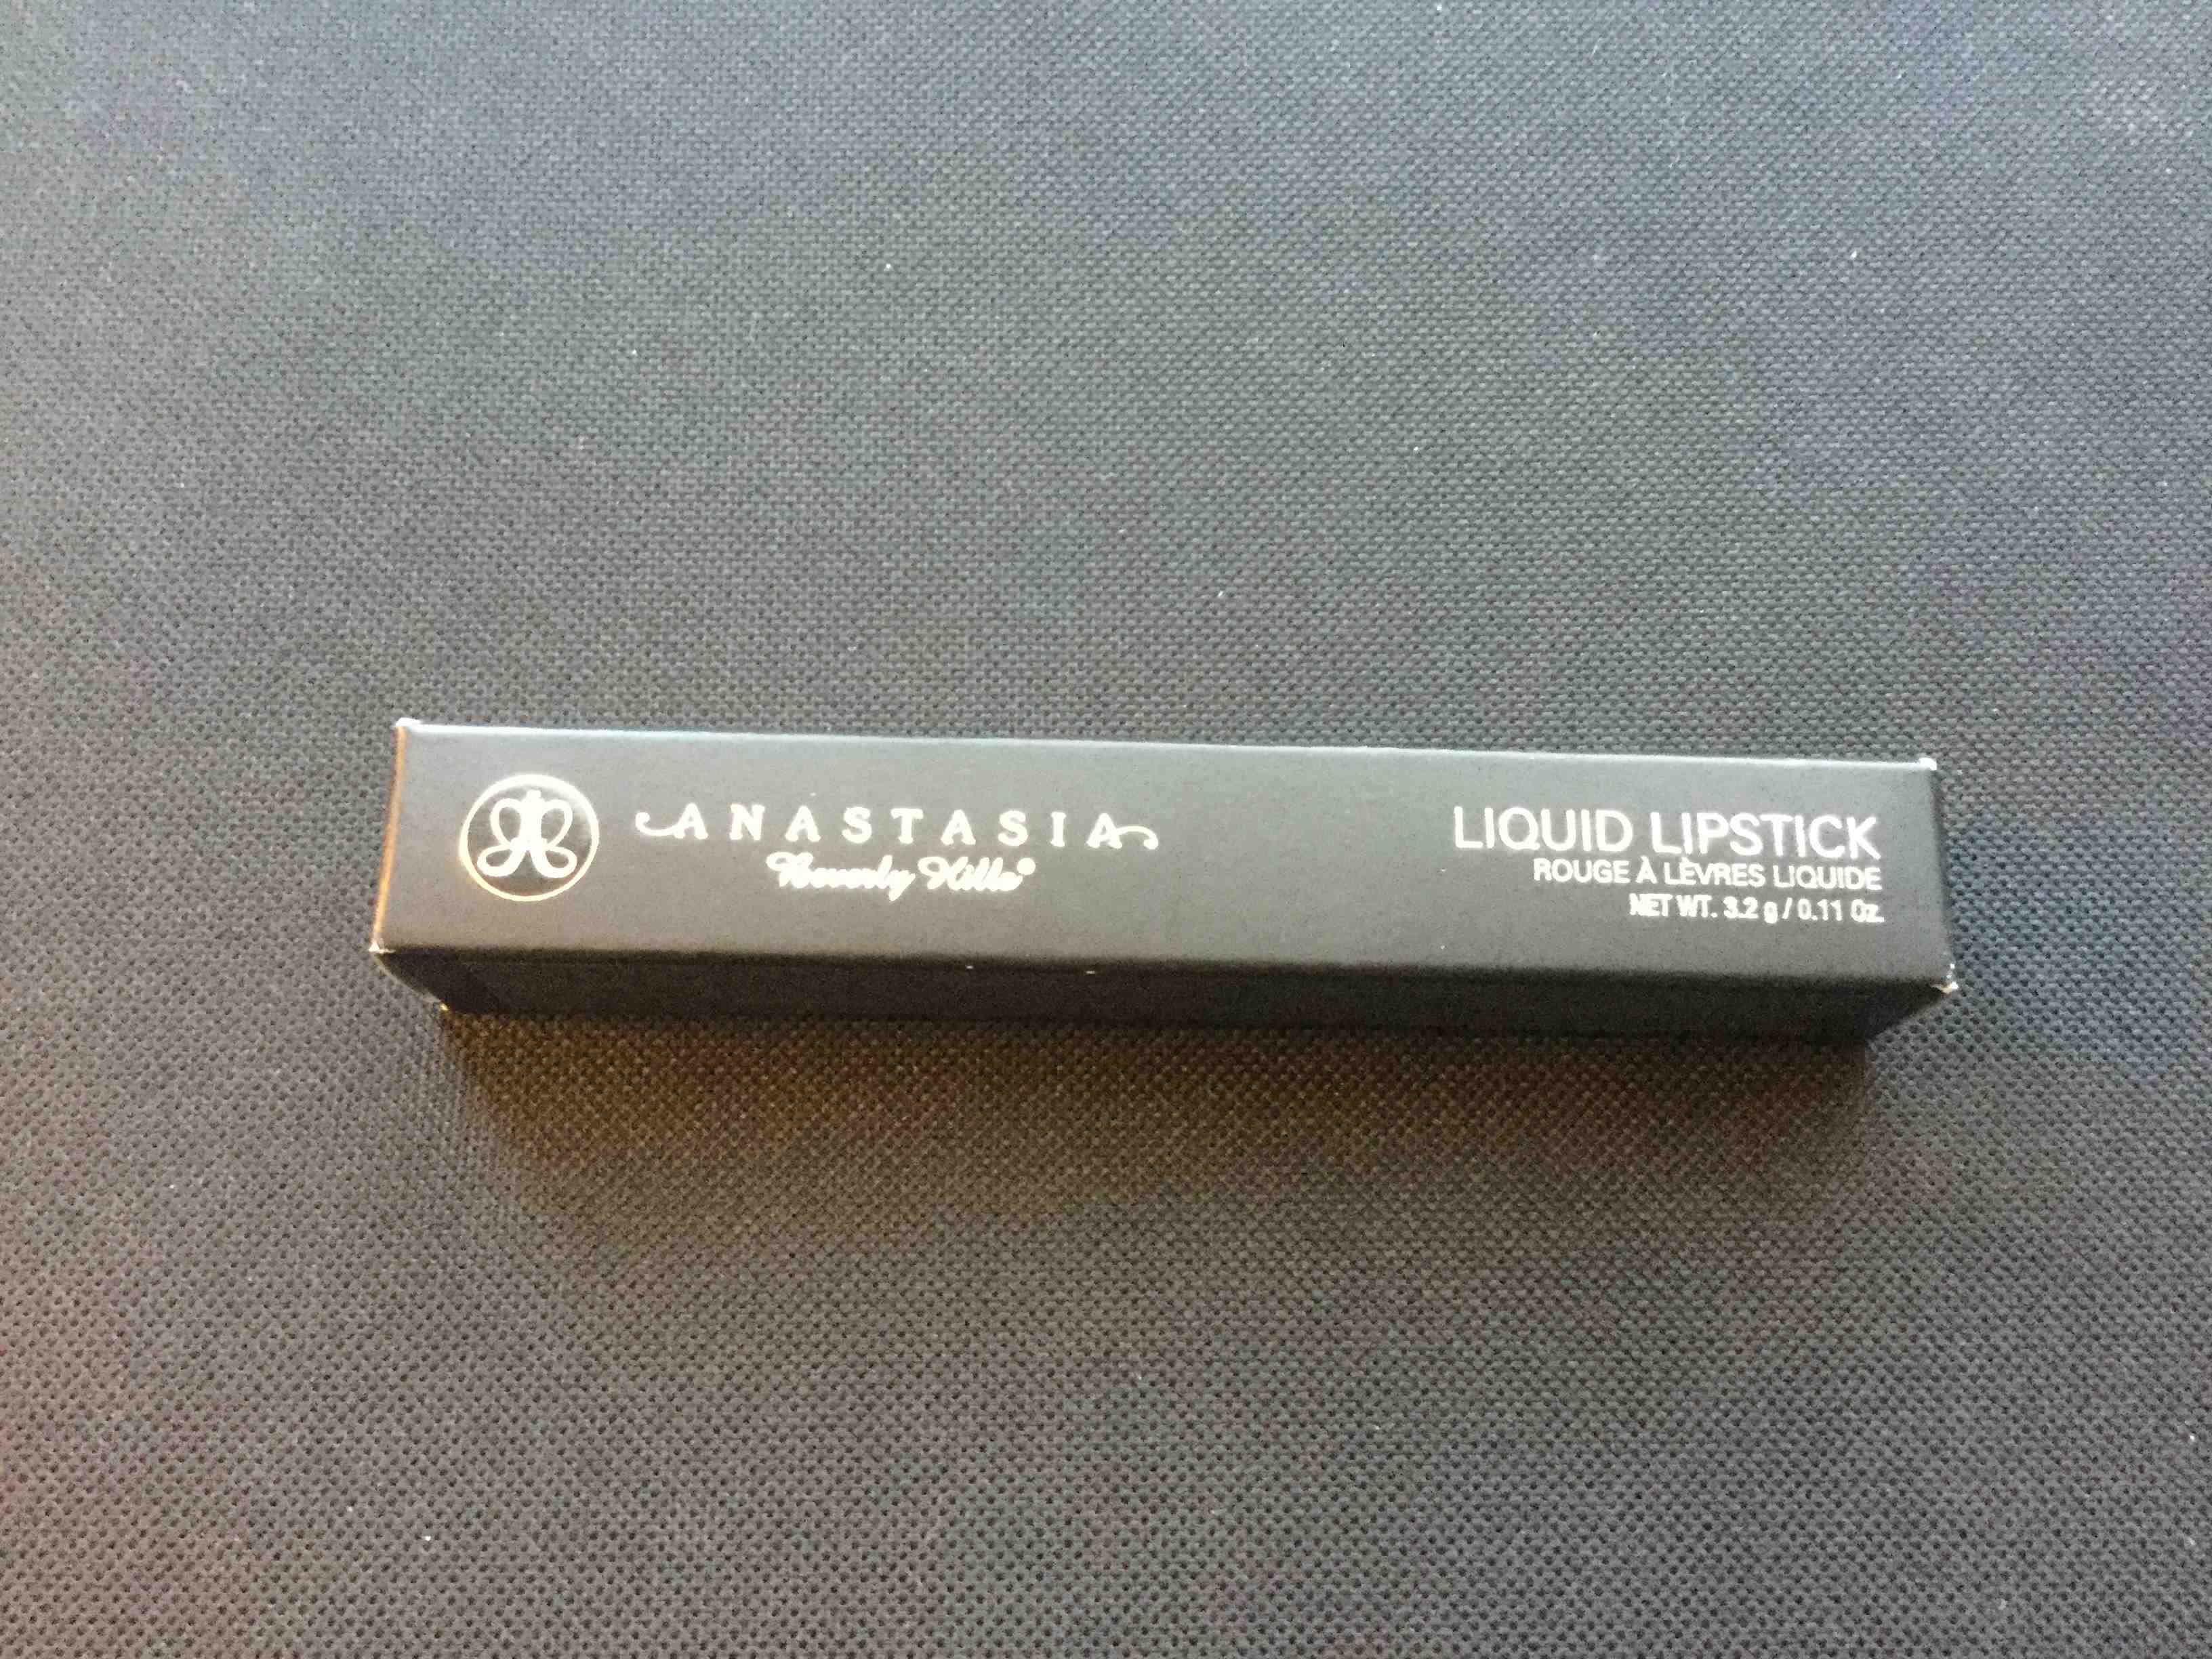 ANASTASIA
Beverly Hills®
LIQUID LIPSTICK
ROUGE À LÈVRES LIQUIDE
NET WT. 3.2 g / 0.11 Oz.